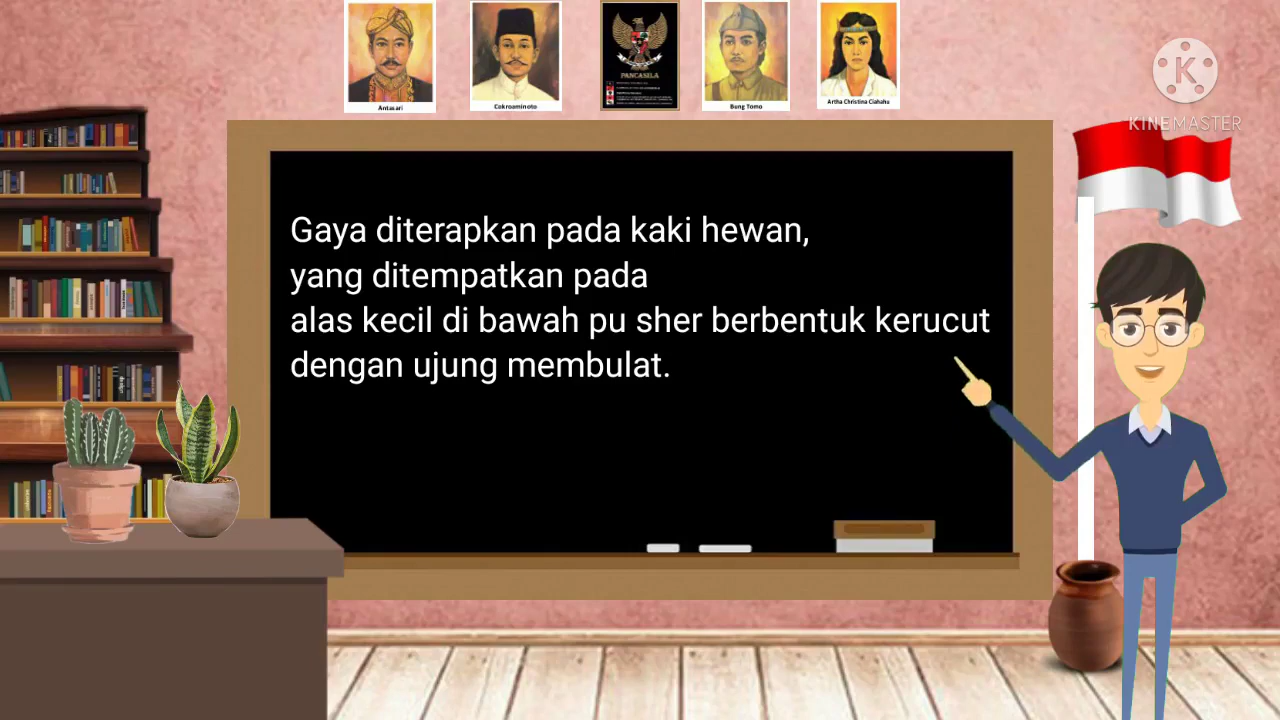 Antasari
Cokroaminoto
PANCASILA
Bung Tomo
Artha Christina Ciahahu
KINEMASTER
Gaya diterapkan pada kaki hewan,
yang ditempatkan pada
alas kecil di bawah pu sher berbentuk kerucut
dengan ujung membulat.